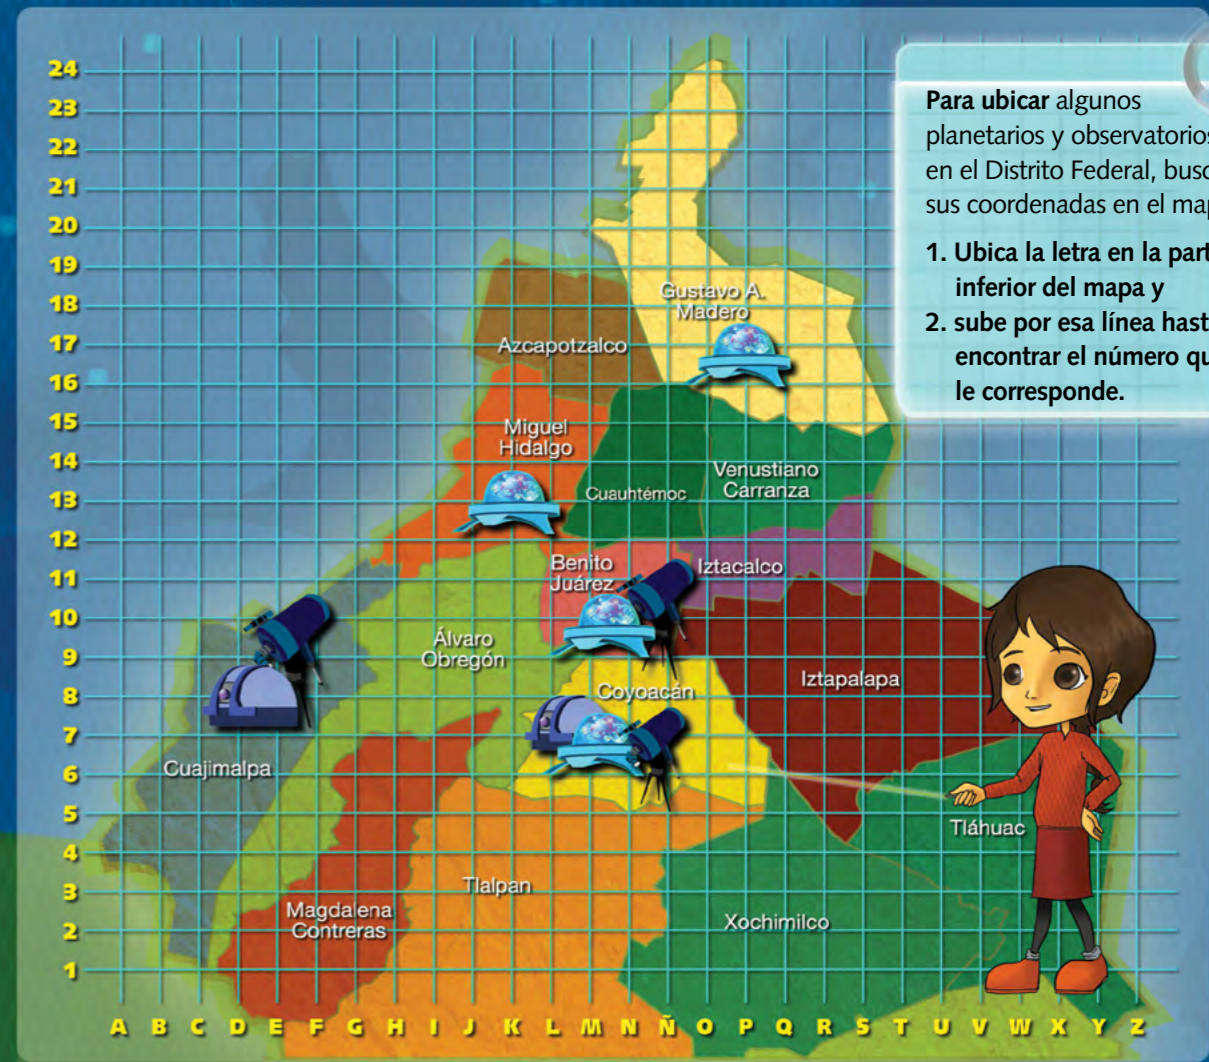 24
23
22
21
20
19
18
17
16
15
14
13
12
11
10
9
8
7
6
5
4
3
2
1
Para ubicar algunos
planetarios y observatorios
en el Distrito Federal, busc
sus coordenadas en el map
1. Ubica la letra en la part
inferior del mapa y
2. sube por esa línea hast
encontrar el número qu
le corresponde.
Gustavo A.
Madero
Azcapotzalco
Miguel
Hidalgo
Cuauhtémoc
Venustiano
Carranza
Benito
Juárez
Iztacalco
Álvaro
Obregón
Coyoacán
Iztapalapa
Cuajimalpa
Tláhuac
Tlalpan
Magdalena
Contreras
Xochimilco
A B C D E F G H I J K L M N Ñ O P Q R S T U V W X Y Z